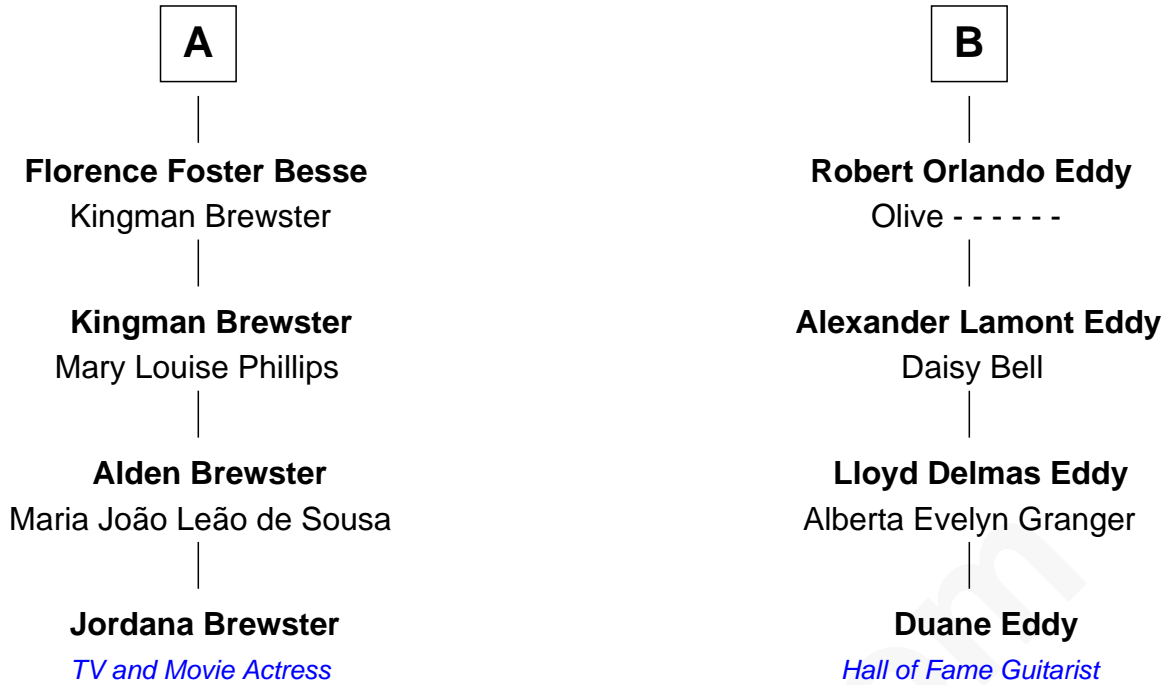 A
Florence Foster Besse
Kingman Brewster
Kingman Brewster
Mary Louise Phillips
Alden Brewster
Maria João Leão de Sousa
Jordana Brewster
TV and Movie Actress
B
Robert Orlando Eddy
Olive - - - - - -
Alexander Lamont Eddy
Daisy Bell
Lloyd Delmas Eddy
Alberta Evelyn Granger
Duane Eddy
Hall of Fame Guitarist